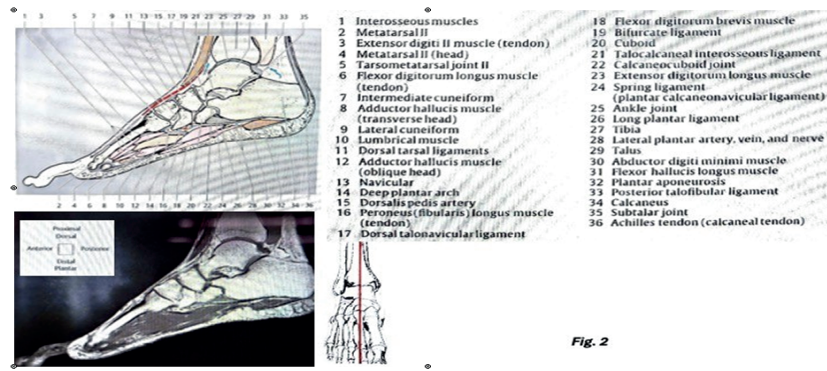 1 3 5 7 9 11 13 15 17 19 21 23 25 27 29 31 33 35
2 4 6 8 10 12 14 16 18 20 22 24 26 28 30 32 34 36
Proximal
Dorsal
Anterior Posterior
Distal
Plantar
1 Interosseous muscles
2 Metatarsal II
3 Extensor digiti II muscle (tendon)
4 Metatarsal II (head)
5 Tarsometatarsal joint II
6 Flexor digitorum longus muscle
(tendon)
7 Intermediate cuneiform
8 Adductor hallucis muscle
(transverse head)
9 Lateral cuneiform
10 Lumbrical muscle
11 Dorsal tarsal ligaments
12 Adductor hallucis muscle
(oblique head)
13 Navicular
14 Deep plantar arch
15 Dorsalis pedis artery
16 Peroneus (fibularis) longus muscle
(tendon)
17 Dorsal talonavicular ligament
18 Flexor digitorum brevis muscle
19 Bifurcate ligament
20 Cuboid
21 Talocalcaneal interosseous ligament
22 Calcaneocuboid joint
23 Extensor digitorum longus muscle
24 Spring ligament
(plantar calcaneonavicular ligament)
25 Ankle joint
26 Long plantar ligament
27 Tibia
28 Lateral plantar artery, vein, and nerve
29 Talus
30 Abductor digiti minimi muscle
31 Flexor hallucis longus muscle
32 Plantar aponeurosis
33 Posterior talofibular ligament
34 Calcaneus
35 Subtalar joint
36 Achilles tendon (calcaneal tendon)
Fig. 2